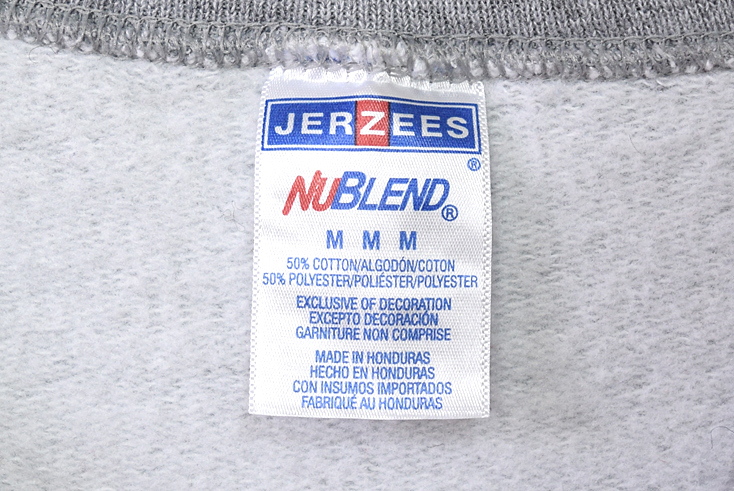 JERZEES
®
NUBLEND®
M M M
50% COTTON/ALGODÓN/COTON
50% POLYESTER/POLIÉSTER/POLYESTER
EXCLUSIVE OF DECORATION
EXCEPTO DECORACIÓN
GARNITURE NON COMPRISE
MADE IN HONDURAS
HECHO EN HONDURAS
CON INSUMOS IMPORTADOS
FABRIQUÉ AU HONDURAS